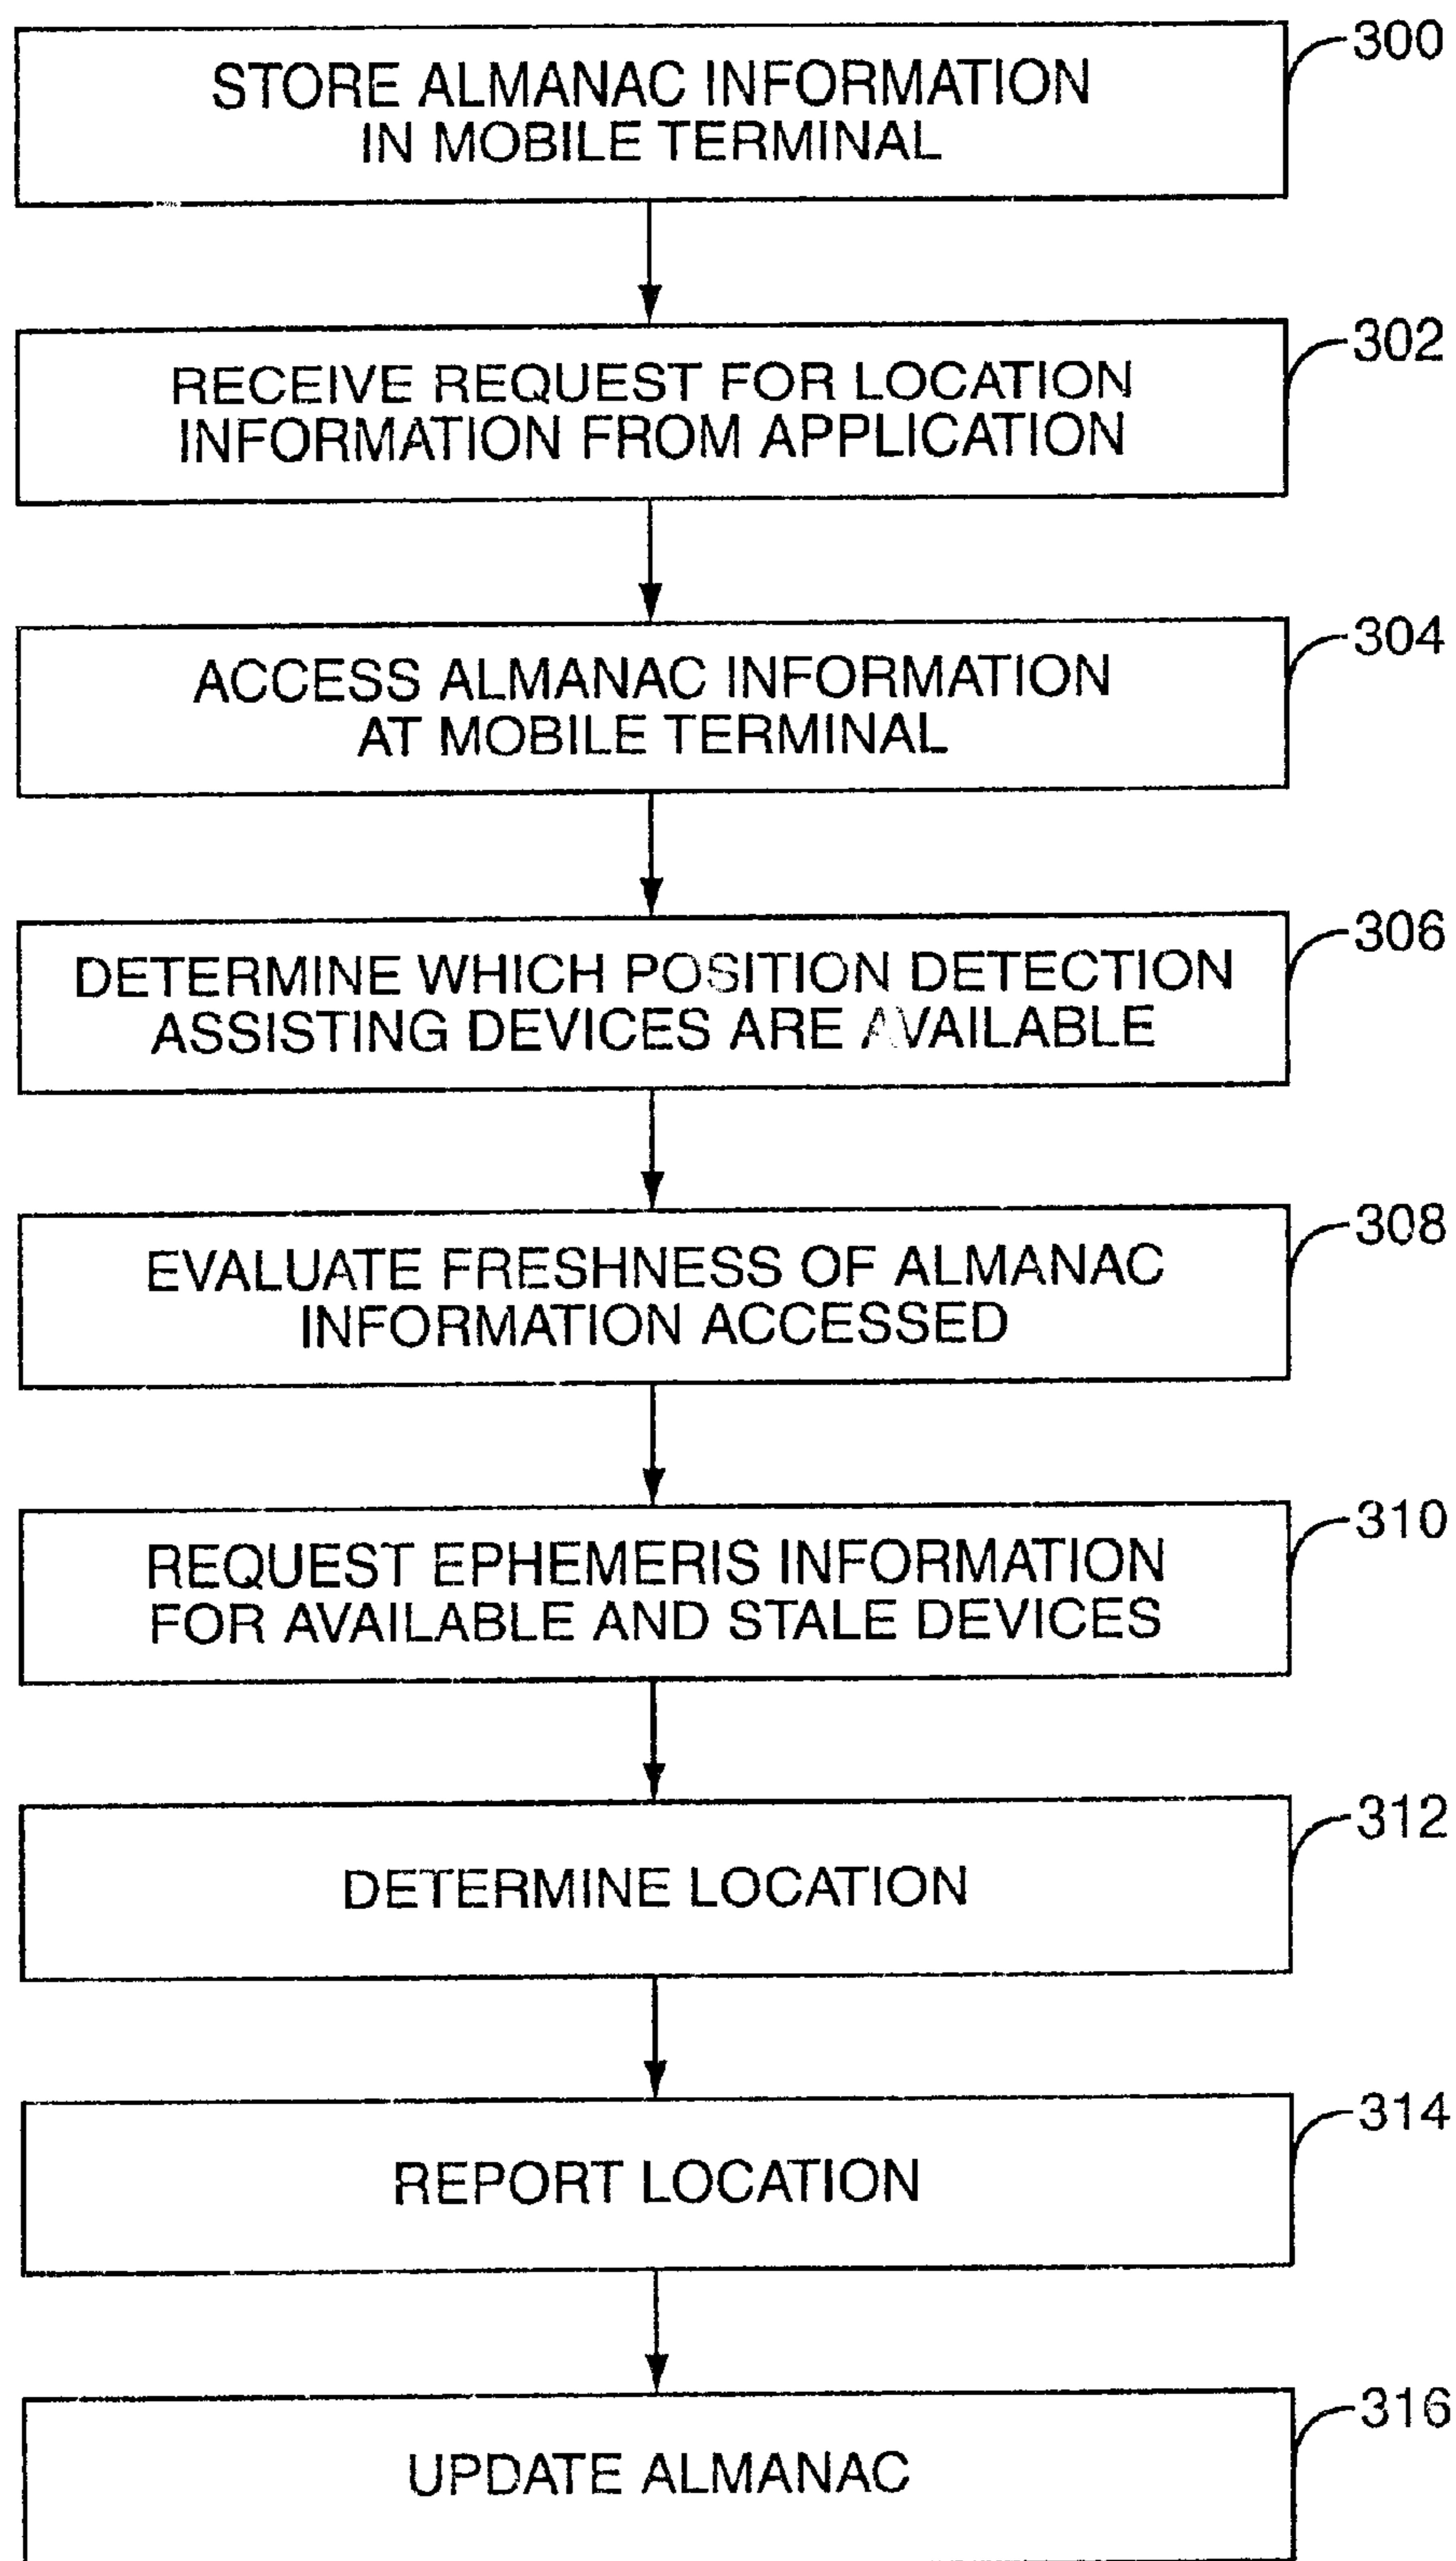 STORE ALMANAC INFORMATION
IN MOBILE TERMINAL
300
RECEIVE REQUEST FOR LOCATION
INFORMATION FROM APPLICATION
302
ACCESS ALMANAC INFORMATION
AT MOBILE TERMINAL
304
DETERMINE WHICH POSITION DETECTION
ASSISTING DEVICES ARE AVAILABLE
306
EVALUATE FRESHNESS OF ALMANAC
INFORMATION ACCESSED
308
REQUEST EPHEMERIS INFORMATION
FOR AVAILABLE AND STALE DEVICES
310
DETERMINE LOCATION
312
REPORT LOCATION
314
UPDATE ALMANAC
316